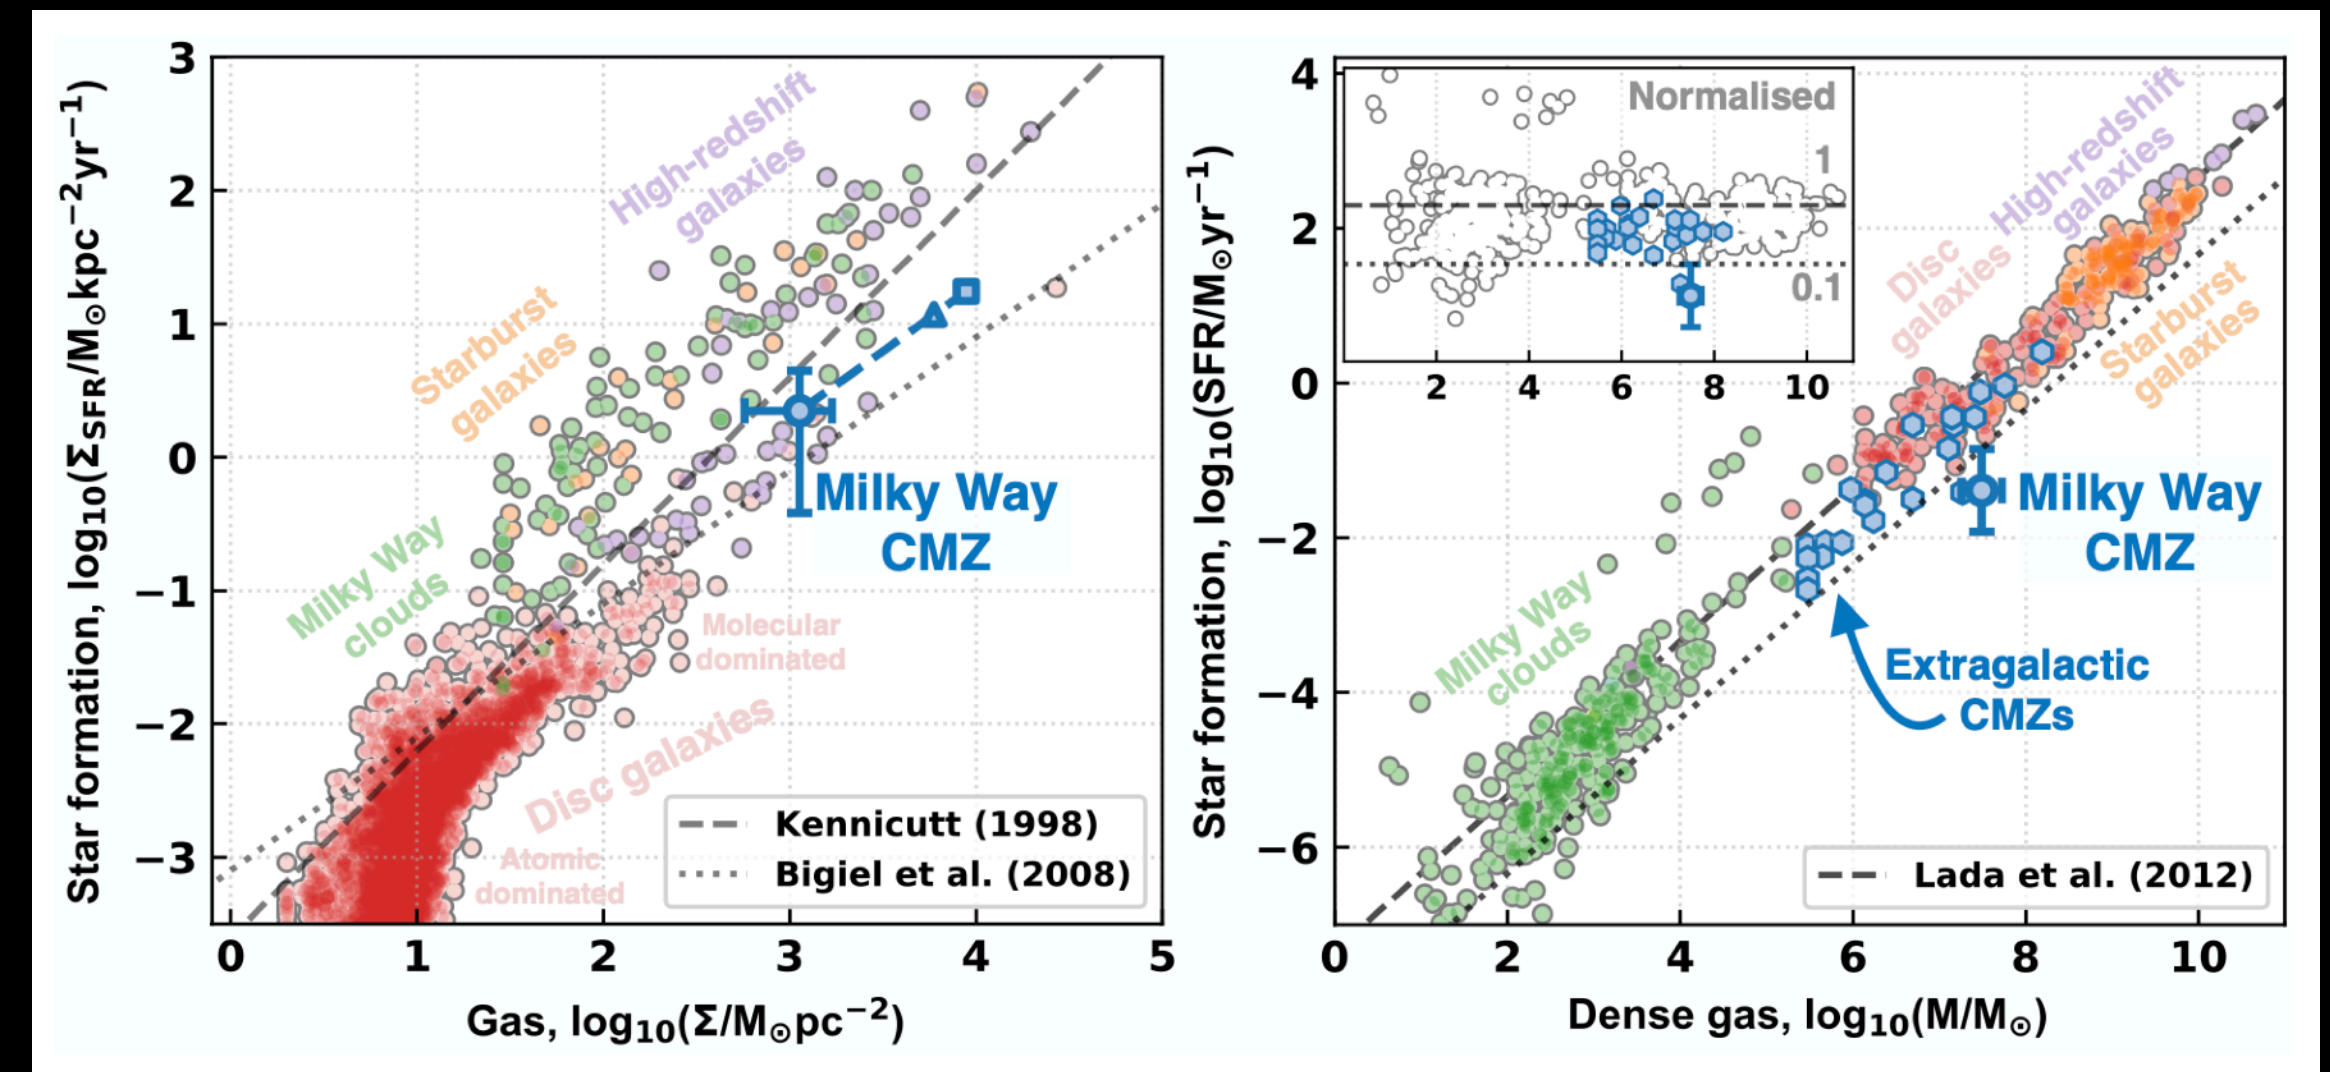 Star formation, log10(ΣSFR/M⊙kpc−2yr−1)
3
2
1
0
−1
−2
−3
High-redshift
galaxies
Starburst
galaxies
Milky Way
clouds
Milky Way
CMZ
Molecular
dominated
Disc galaxies
Atomic
dominated
Kennicutt (1998)
Bigiel et al. (2008)
0 1 2 3 4 5
Gas, log10(Σ/M⊙pc−2)
Star formation, log10(SFR/M⊙yr−1)
4
2
0
−2
−4
−6
Normalised
1
0.1
2 4 6 8 10
High-redshift
galaxies
Disc
galaxies
Starburst
galaxies
Milky Way
CMZ
Milky Way
clouds
Extragalactic
CMZs
Lada et al. (2012)
0 2 4 6 8 10
Dense gas, log10(M/M⊙)